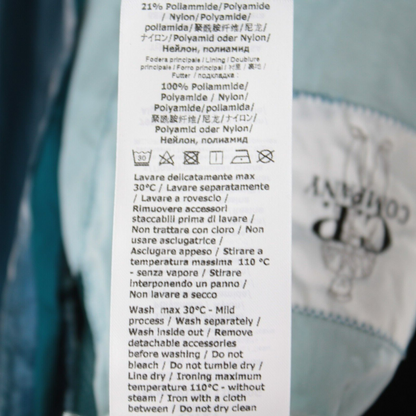 21% Poliammide/Polyamide
/ Nylon/ Polyamide/
poliamida/聚酰胺纤维/尼龙/
ナイロン/Polyamid oder Nylon/
Нейлон, полиамид
Fodera principale / Lining / Doublure
principale / Forro principal / 衬里 / 裏地 /
Futter / подкладка
100% Poliammide/
Polyamide / Nylon/
Polyamide/poliamida/
聚酰胺纤维/尼龙/ナイロン/
Polyamid oder Nylon/
Нейлон, полиамид
30
Lavare delicatamente max
30°C / Lavare separatamente
/ Lavare a rovescio /
Rimuovere accessori
staccabili prima di lavare /
Non trattare con cloro / Non
usare asciugatrice /
Asciugare appeso / Stirare a
temperatura massima 110 °C
- senza vapore / Stirare
interponendo un panno /
Non lavare a secco
Wash max 30°C - Mild
process / Wash separately /
Wash inside out / Remove
detachable accessories
before washing / Do not
bleach / Do not tumble dry /
Line dry / Ironing maximum
temperature 110°C - without
steam / Iron with a cloth
between / Do not dry clean
C.P.
COMPANY